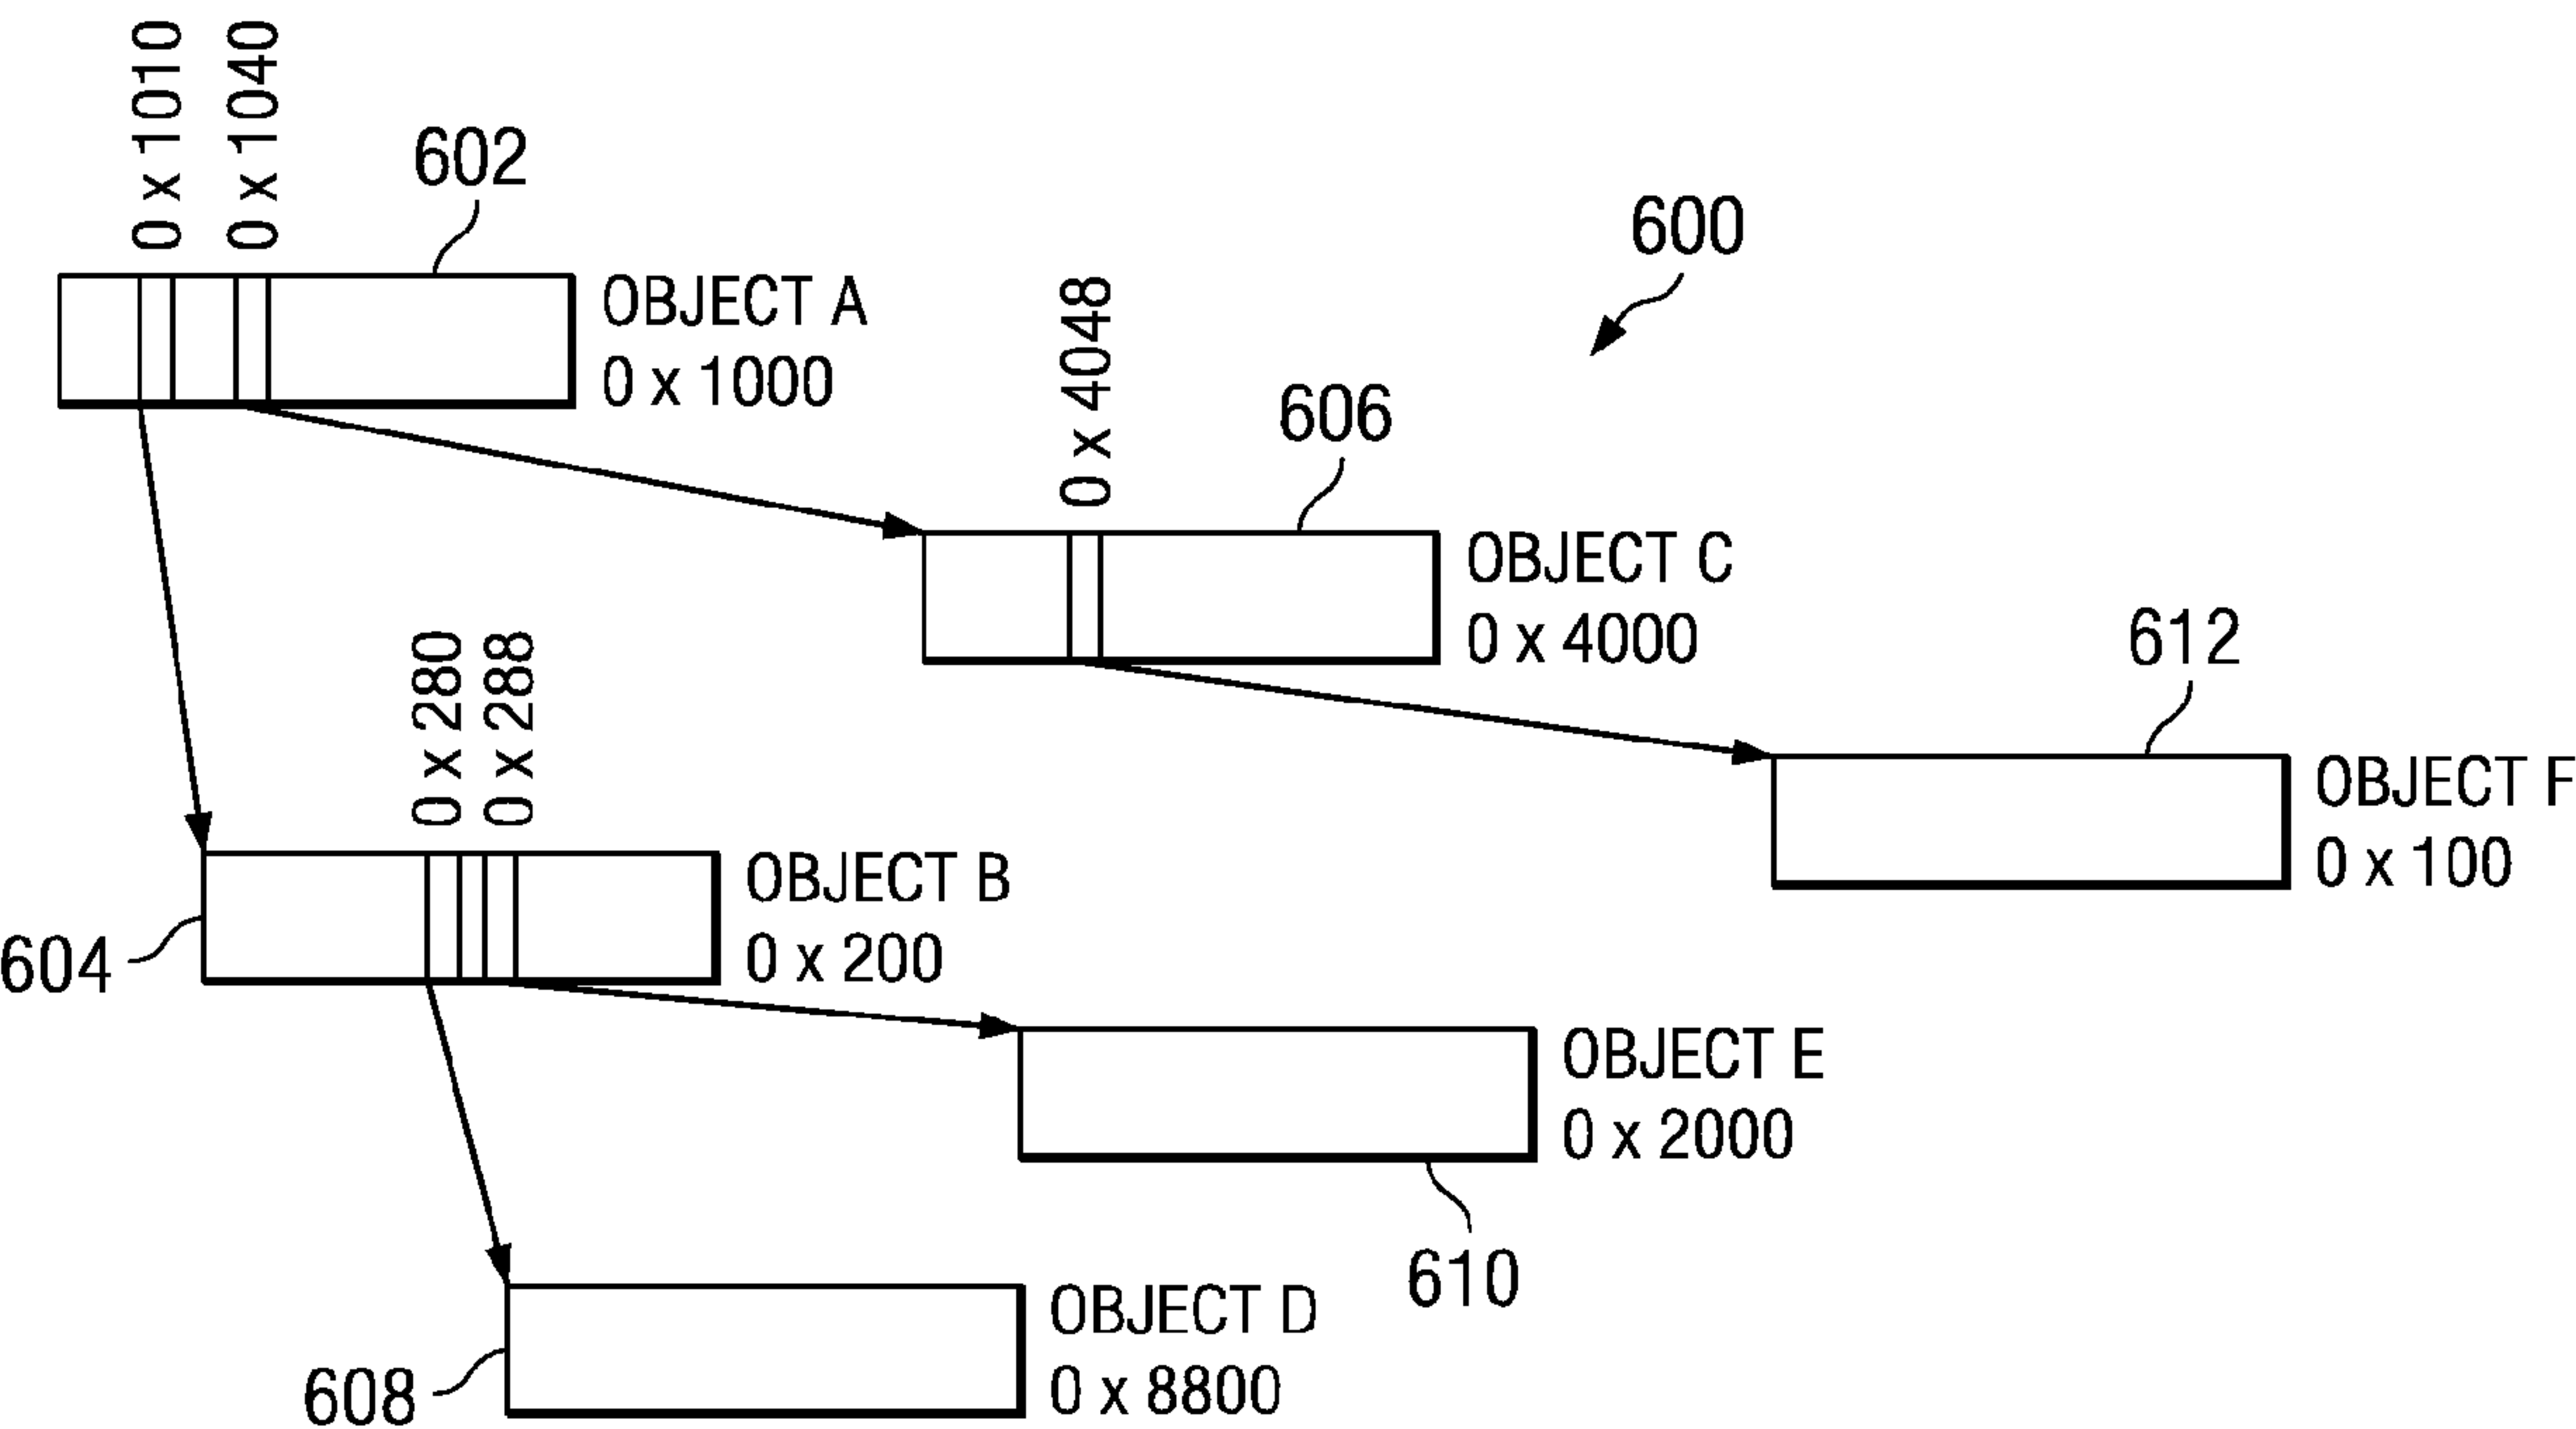 0 x 1010
0 x 1040
602
OBJECT A
0 x 1000
600
0 x 4048
606
OBJECT C
0 x 4000
612
OBJECT F
0 x 100
0 x 280
0 x 288
604
OBJECT B
0 x 200
OBJECT E
0 x 2000
610
608
OBJECT D
0 x 8800